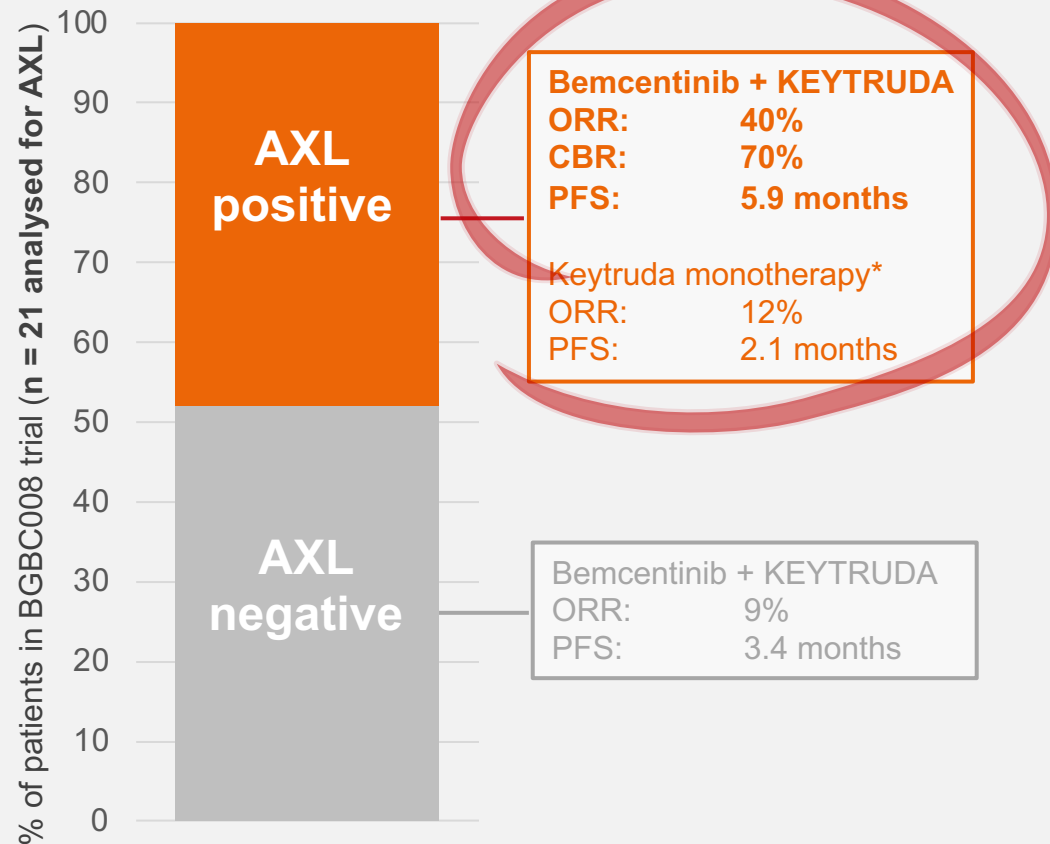 % of patients in BGBC008 trial (n = 21 analysed for AXL)
100
90
80
70
60
50
40
30
20
10
0
AXL
positive
AXL
negative
Bemcentinib + KEYTRUDA
ORR: 40%
CBR: 70%
PFS: 5.9 months
Keytruda monotherapy*
ORR: 12%
PFS: 2.1 months
Bemcentinib + KEYTRUDA
ORR: 9%
PFS: 3.4 months